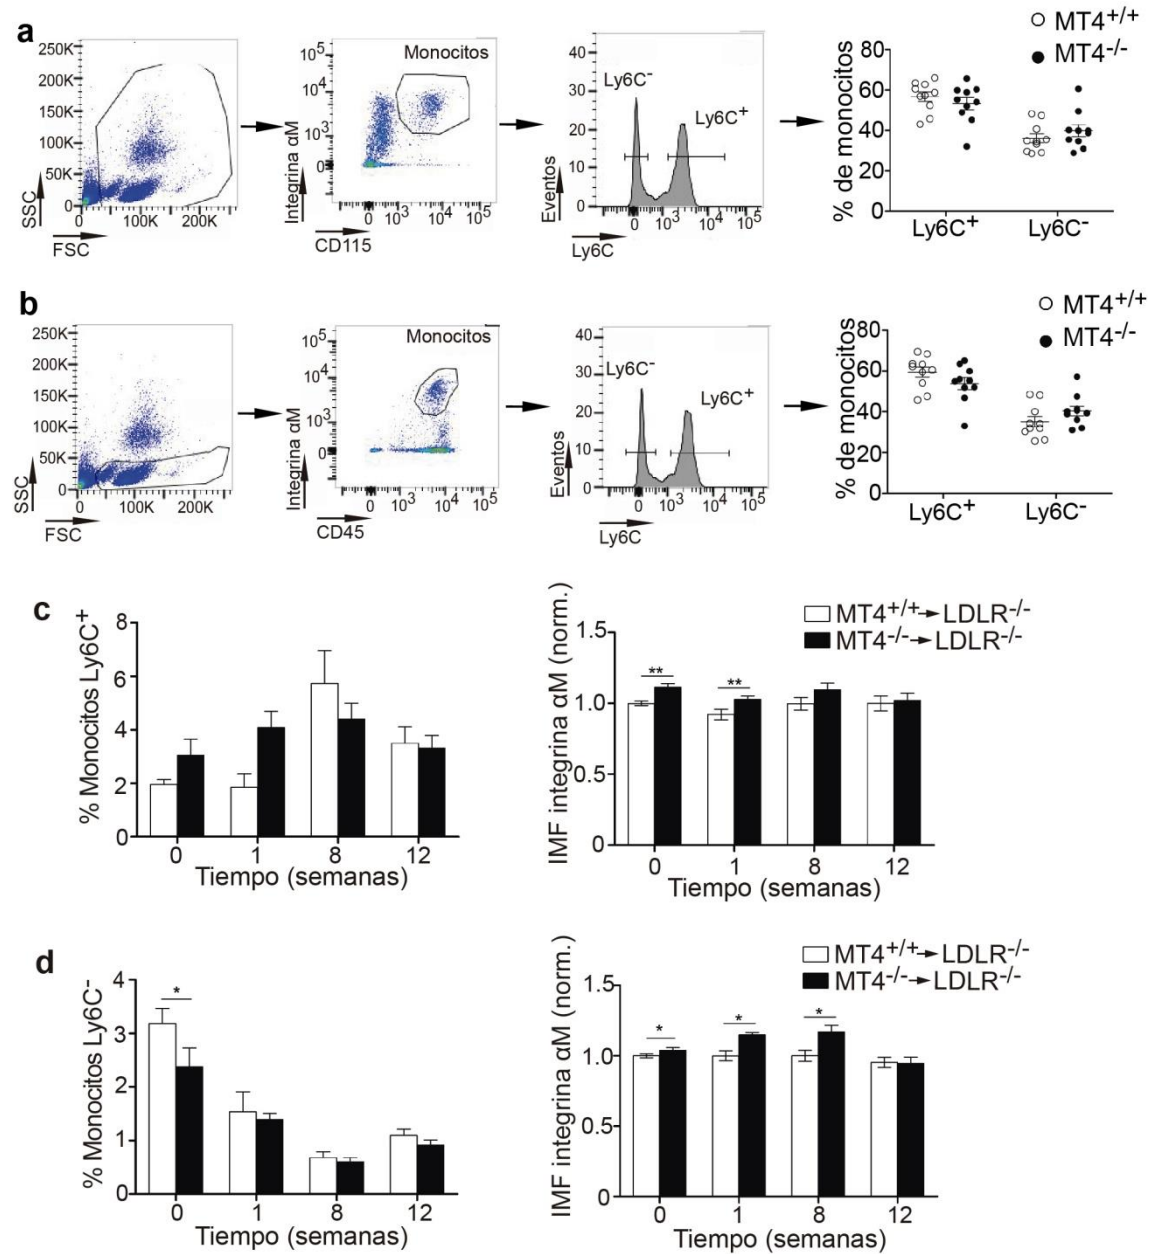 a
250K
200K
150K
100K
50K
0
SSC
100K 200K
FSC
Monocitos
10^5
10^4
10^3
0
Integrina αM
0 10^3 10^4 10^5
CD115
40
30
20
10
0
Eventos
Ly6C^-
Ly6C^+
0 10^3 10^4 10^5
Ly6C
MT4^+/+
MT4^-/-
80
60
40
20
0
% de monocitos
Ly6C^+ Ly6C^-
b
250K
200K
150K
100K
50K
0
SSC
0 100K 200K
FSC
Monocitos
10^5
10^4
10^3
0
Integrina αM
0 10^3 10^4 10^5
CD45
40
30
20
10
0
Eventos
Ly6C^-
Ly6C^+
0 10^3 10^4 10^5
Ly6C
MT4^+/+
MT4^-/-
80
60
40
20
0
% de monocitos
Ly6C^+ Ly6C^-
c
8
6
4
2
0
% Monocitos Ly6C^+
0 1 8 12
Tiempo (semanas)
MT4^+/+→LDLR^-/-
MT4^-/-→LDLR^-/-
1.5
1.0
0.5
0
IMF integrina αM (norm.)
** **
0 1 8 12
Tiempo (semanas)
d
4
3
2
1
0
% Monocitos Ly6C^-
*
0 1 8 12
Tiempo (semanas)
MT4^+/+→LDLR^-/-
MT4^-/-→LDLR^-/-
1.5
1.0
0.5
0
IMF integrina αM (norm.)
* * *
0 1 8 12
Tiempo (semanas)